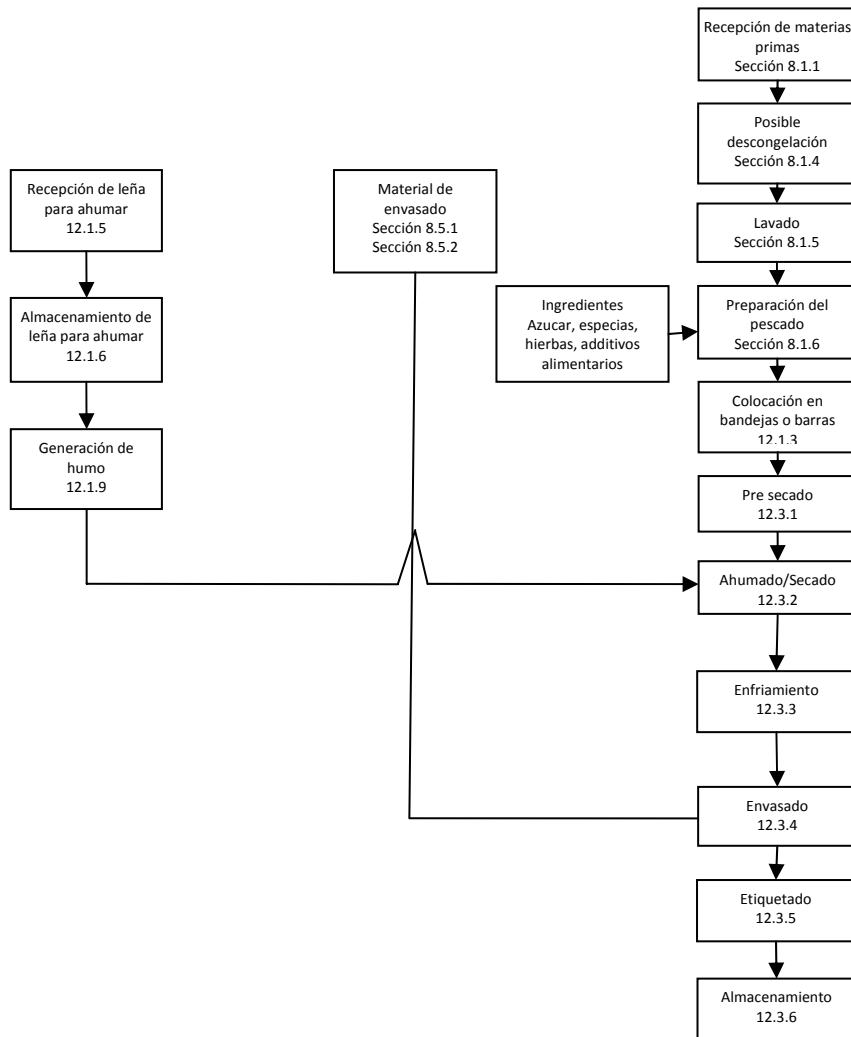 Recepción de materias
primas
Sección 8.1.1
Posible
descongelación
Sección 8.1.4
Recepción de leña
para ahumar
12.1.5
Material de
envasado
Sección 8.5.1
Sección 8.5.2
Lavado
Sección 8.1.5
Almacenamiento de
leña para ahumar
12.1.6
Ingredientes
Azucar, especias,
hierbas, additivos
alimentarios
Preparación del
pescado
Sección 8.1.6
Colocación en
bandejas o barras
12.1.3
Generación de
humo
12.1.9
Pre secado
12.3.1
Ahumado/Secado
12.3.2
Enfriamiento
12.3.3
Envasado
12.3.4
Etiquetado
12.3.5
Almacenamiento
12.3.6